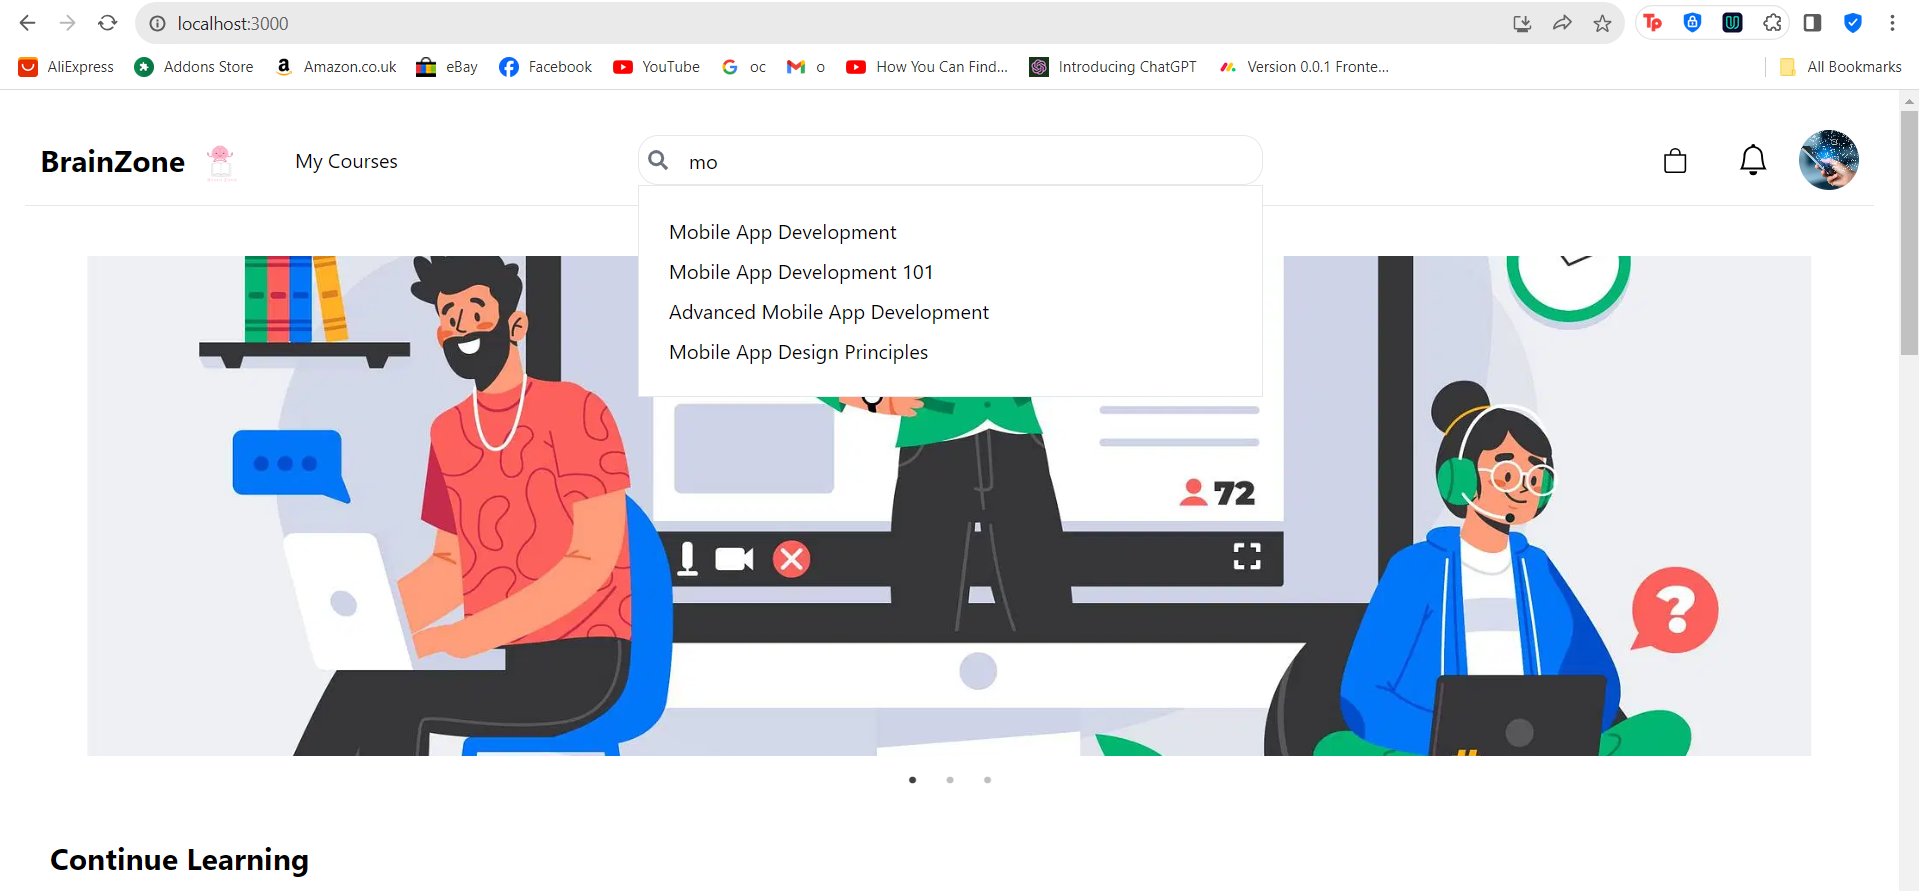 localhost:3000
AliExpress
Addons Store
Amazon.co.uk
eBay
Facebook
YouTube
oc
o
How You Can Find...
Introducing ChatGPT
Version 0.0.1 Fronte...
All Bookmarks
BrainZone
My Courses
mo
Mobile App Development
Mobile App Development 101
Advanced Mobile App Development
Mobile App Design Principles
72
?
Continue Learning